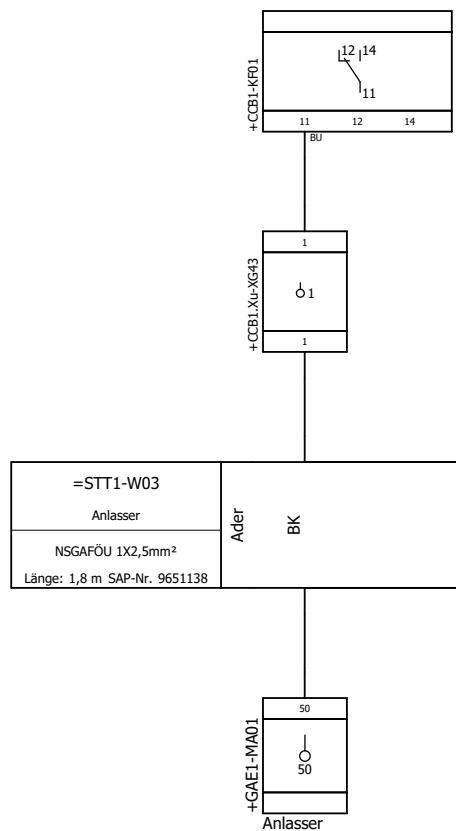 +CCB1-KF01
12 14
11
11 12 14
BU
+CCB1.Xu-XG43
1
1
1
=STT1-W03
Anlasser
NSGAFÖU 1X2,5mm²
Länge: 1,8 m SAP-Nr. 9651138
Ader
BK
+GAE1-MA01
50
50
Anlasser